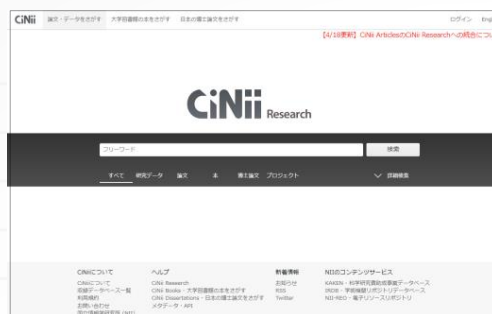 CiNii 論文・データをさがす 大学図書館の本をさがす 日本の博士論文をさがす ログイン Engl
【4/18更新】CiNii ArticlesのCiNii Researchへの統合につい
CiNii Research
フリーワード 検索
すべて 研究データ 論文 本 博士論文 プロジェクト 詳細検索
CiNiiについて ヘルプ 新着情報 NIIのコンテンツサービス
CiNiiについて CiNii Research お知らせ KAKEN - 科学研究費助成事業データベース
収録データベース一覧 CiNii Books - 大学図書館の本をさがす RSS IRDB - 学術機関リポジトリデータベース
利用規約 CiNii Dissertations - 日本の博士論文をさがす Twitter NII-REO - 電子リソースリポジトリ
お問い合わせ メタデータ・API
国立情報学研究所 (NII)